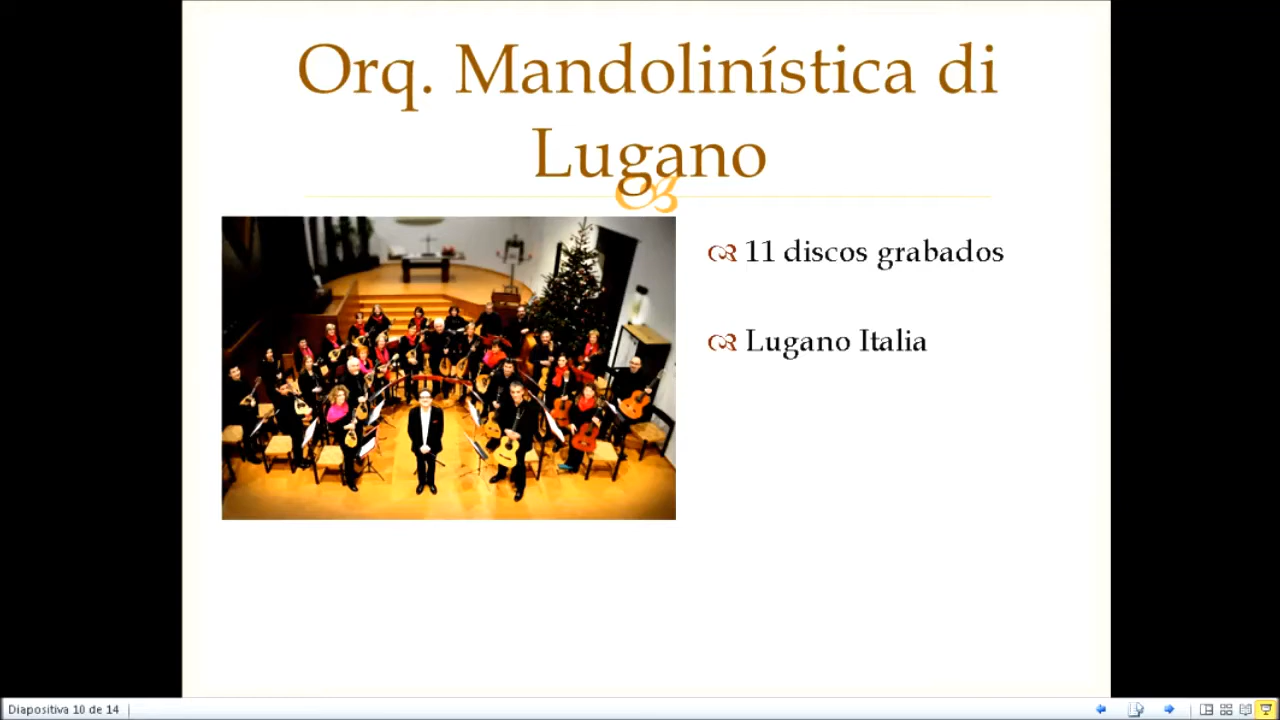 Orq. Mandolinística di
Lugano
11 discos grabados
Lugano Italia
Diapositiva 10 de 14